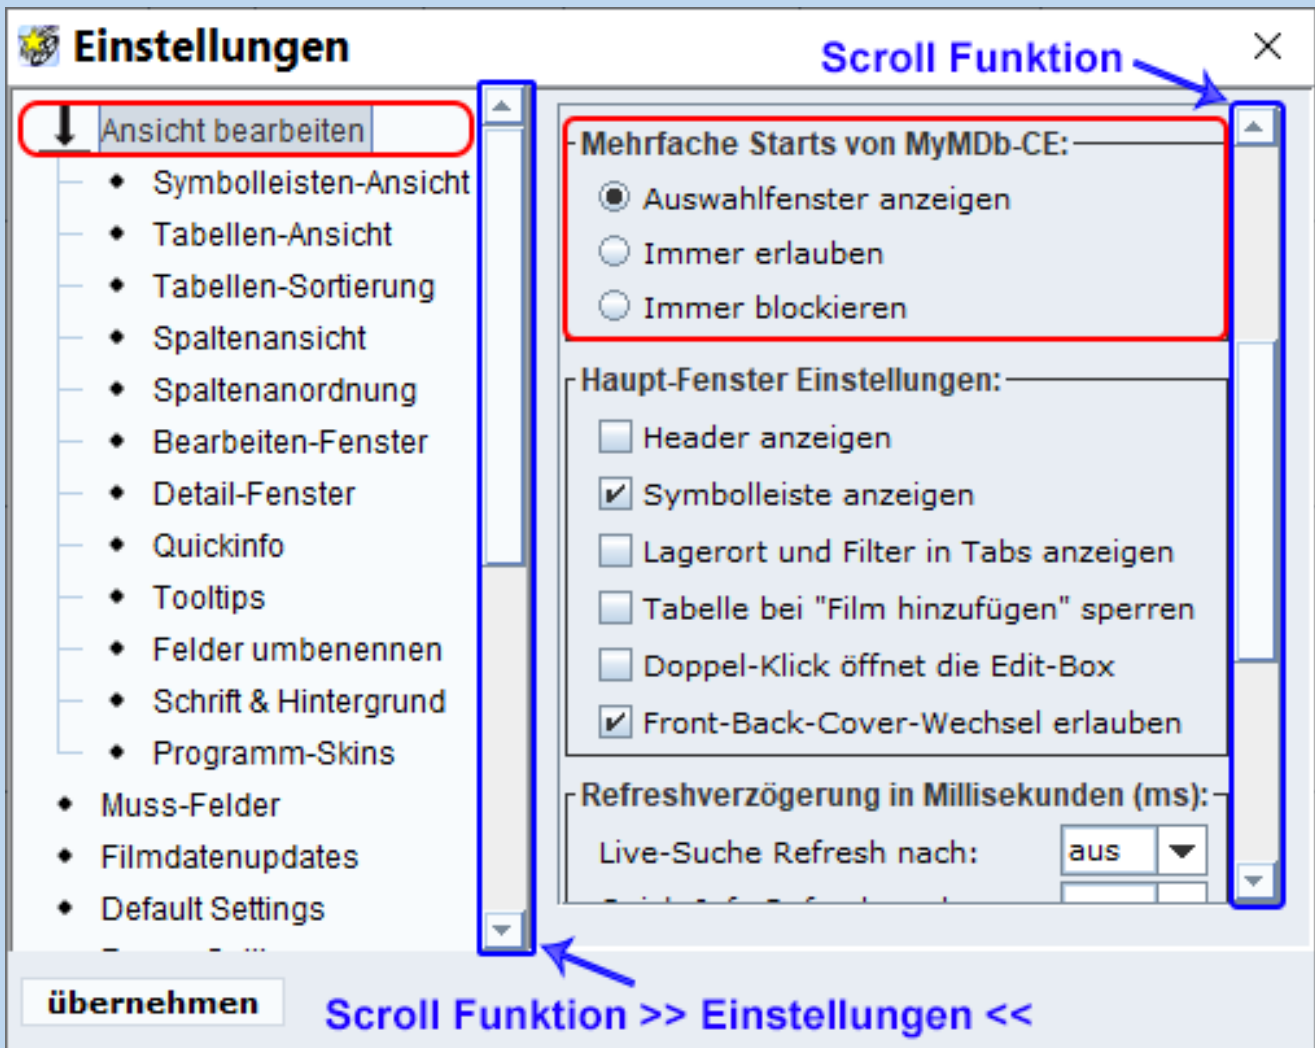 Einstellungen
Scroll Funktion
Ansicht bearbeiten
Symbolleisten-Ansicht
Tabellen-Ansicht
Tabellen-Sortierung
Spaltenansicht
Spaltenanordnung
Bearbeiten-Fenster
Detail-Fenster
Quickinfo
Tooltips
Felder umbenennen
Schrift & Hintergrund
Programm-Skins
Muss-Felder
Filmdatenupdates
Default Settings
Mehrfache Starts von MyMDb-CE:
Auswahlfenster anzeigen
Immer erlauben
Immer blockieren
Haupt-Fenster Einstellungen:
Header anzeigen
Symbolleiste anzeigen
Lagerort und Filter in Tabs anzeigen
Tabelle bei "Film hinzufügen" sperren
Doppel-Klick öffnet die Edit-Box
Front-Back-Cover-Wechsel erlauben
Refreshverzögerung in Millisekunden (ms):
Live-Suche Refresh nach: aus
übernehmen
Scroll Funktion >> Einstellungen <<